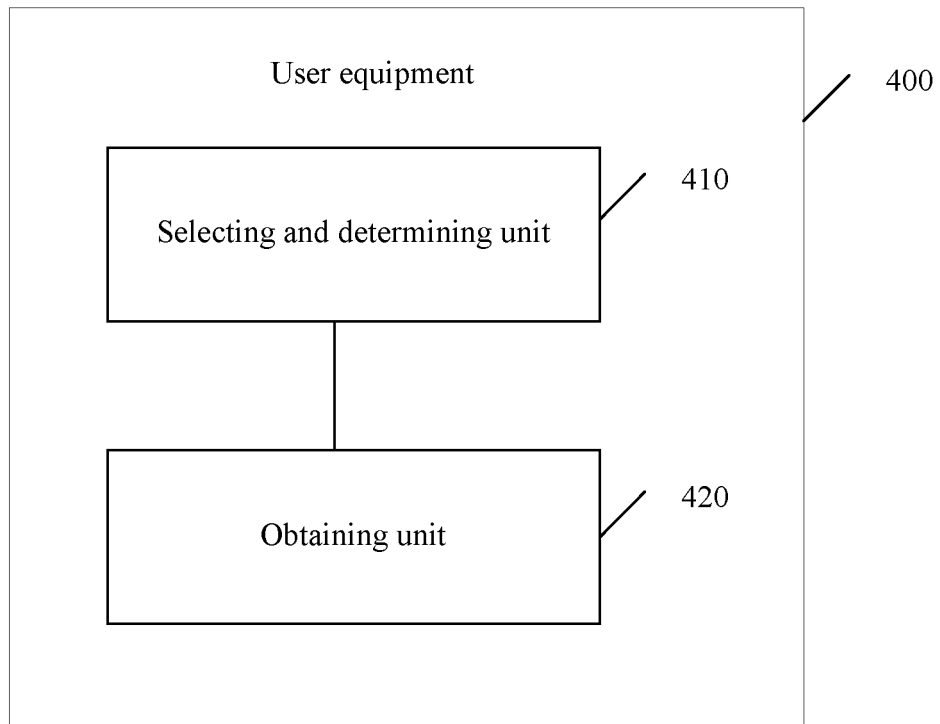 User equipment
400
410
Selecting and determining unit
420
Obtaining unit